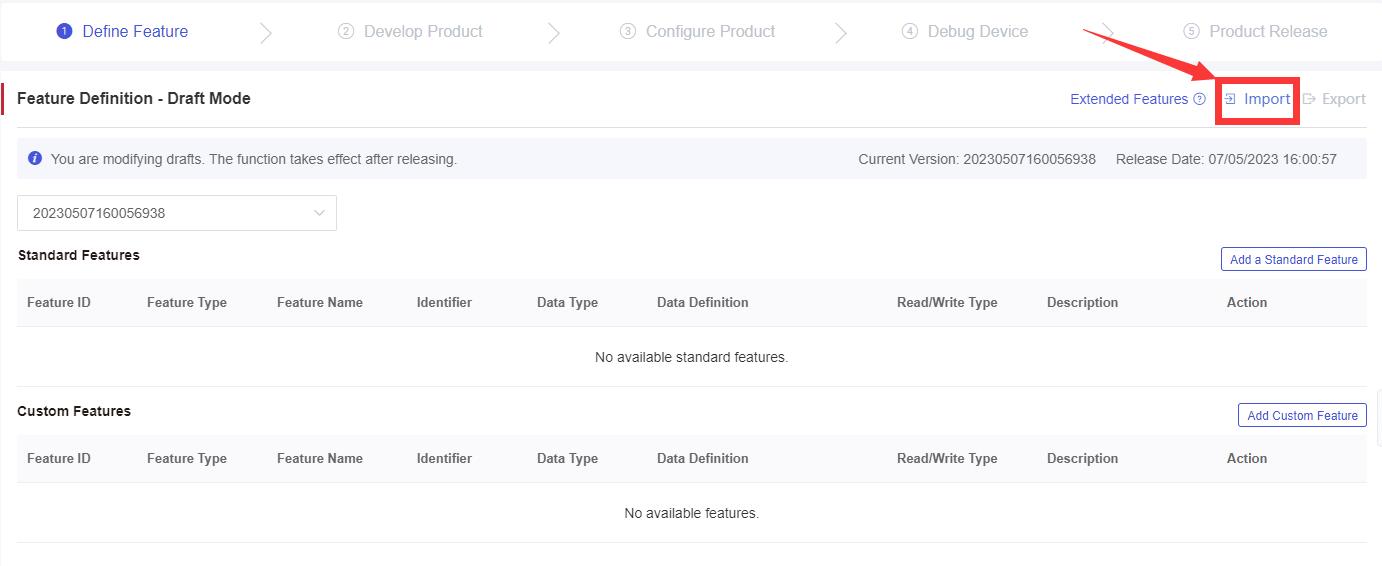 1 Define Feature 2 Develop Product 3 Configure Product 4 Debug Device 5 Product Release
Feature Definition - Draft Mode Extended Features ? Import Export
i You are modifying drafts. The function takes effect after releasing. Current Version: 20230507160056938 Release Date: 07/05/2023 16:00:57
20230507160056938
Standard Features Add a Standard Feature
Feature ID Feature Type Feature Name Identifier Data Type Data Definition Read/Write Type Description Action
No available standard features.
Custom Features Add Custom Feature
Feature ID Feature Type Feature Name Identifier Data Type Data Definition Read/Write Type Description Action
No available features.